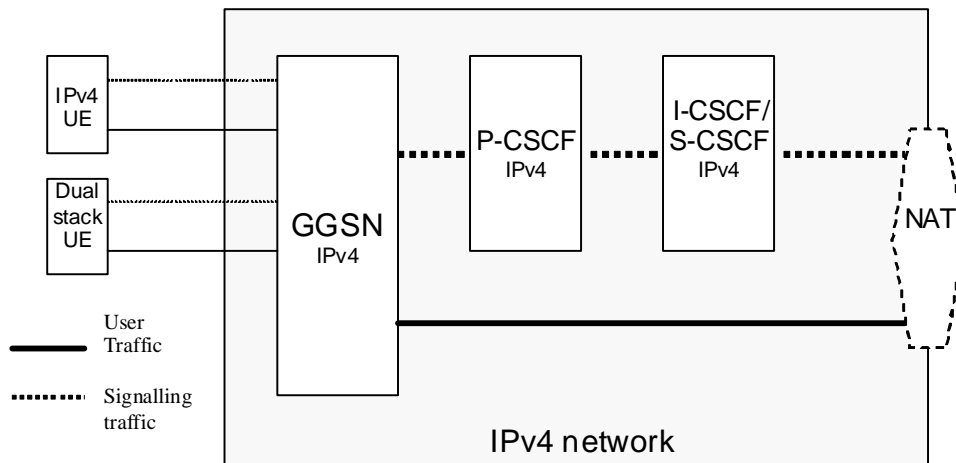 IPv4
UE
Dual
stack
UE
GGSN
IPv4
P-CSCF
IPv4
I-CSCF/
S-CSCF
IPv4
NAT
User
Traffic
Signalling
traffic
IPv4 network